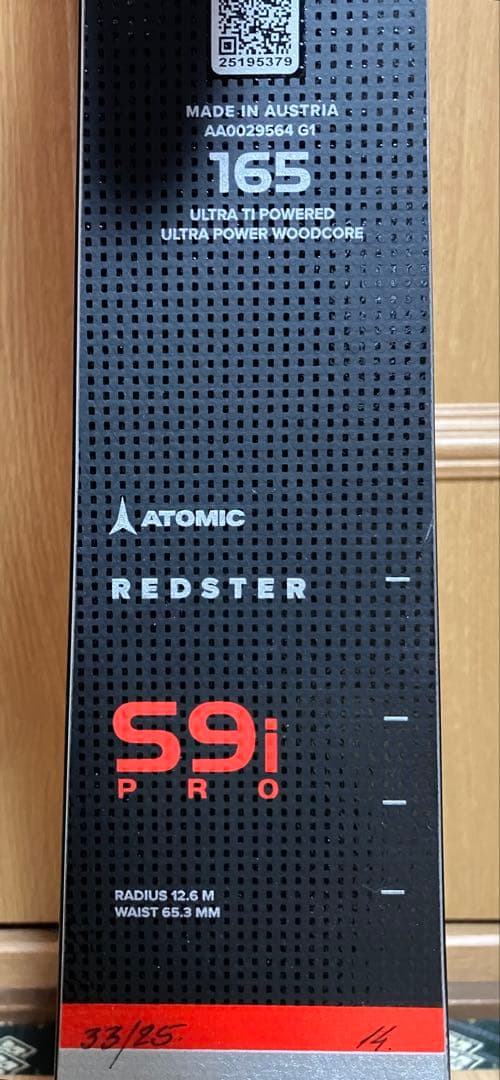 25195379
MADE IN AUSTRIA
AA0029564 G1
165
ULTRA TI POWERED
ULTRA POWER WOODCORE
ATOMIC
REDSTER
S9i
PRO
RADIUS 12.6 M
WAIST 65.3 MM
33/25. 14.